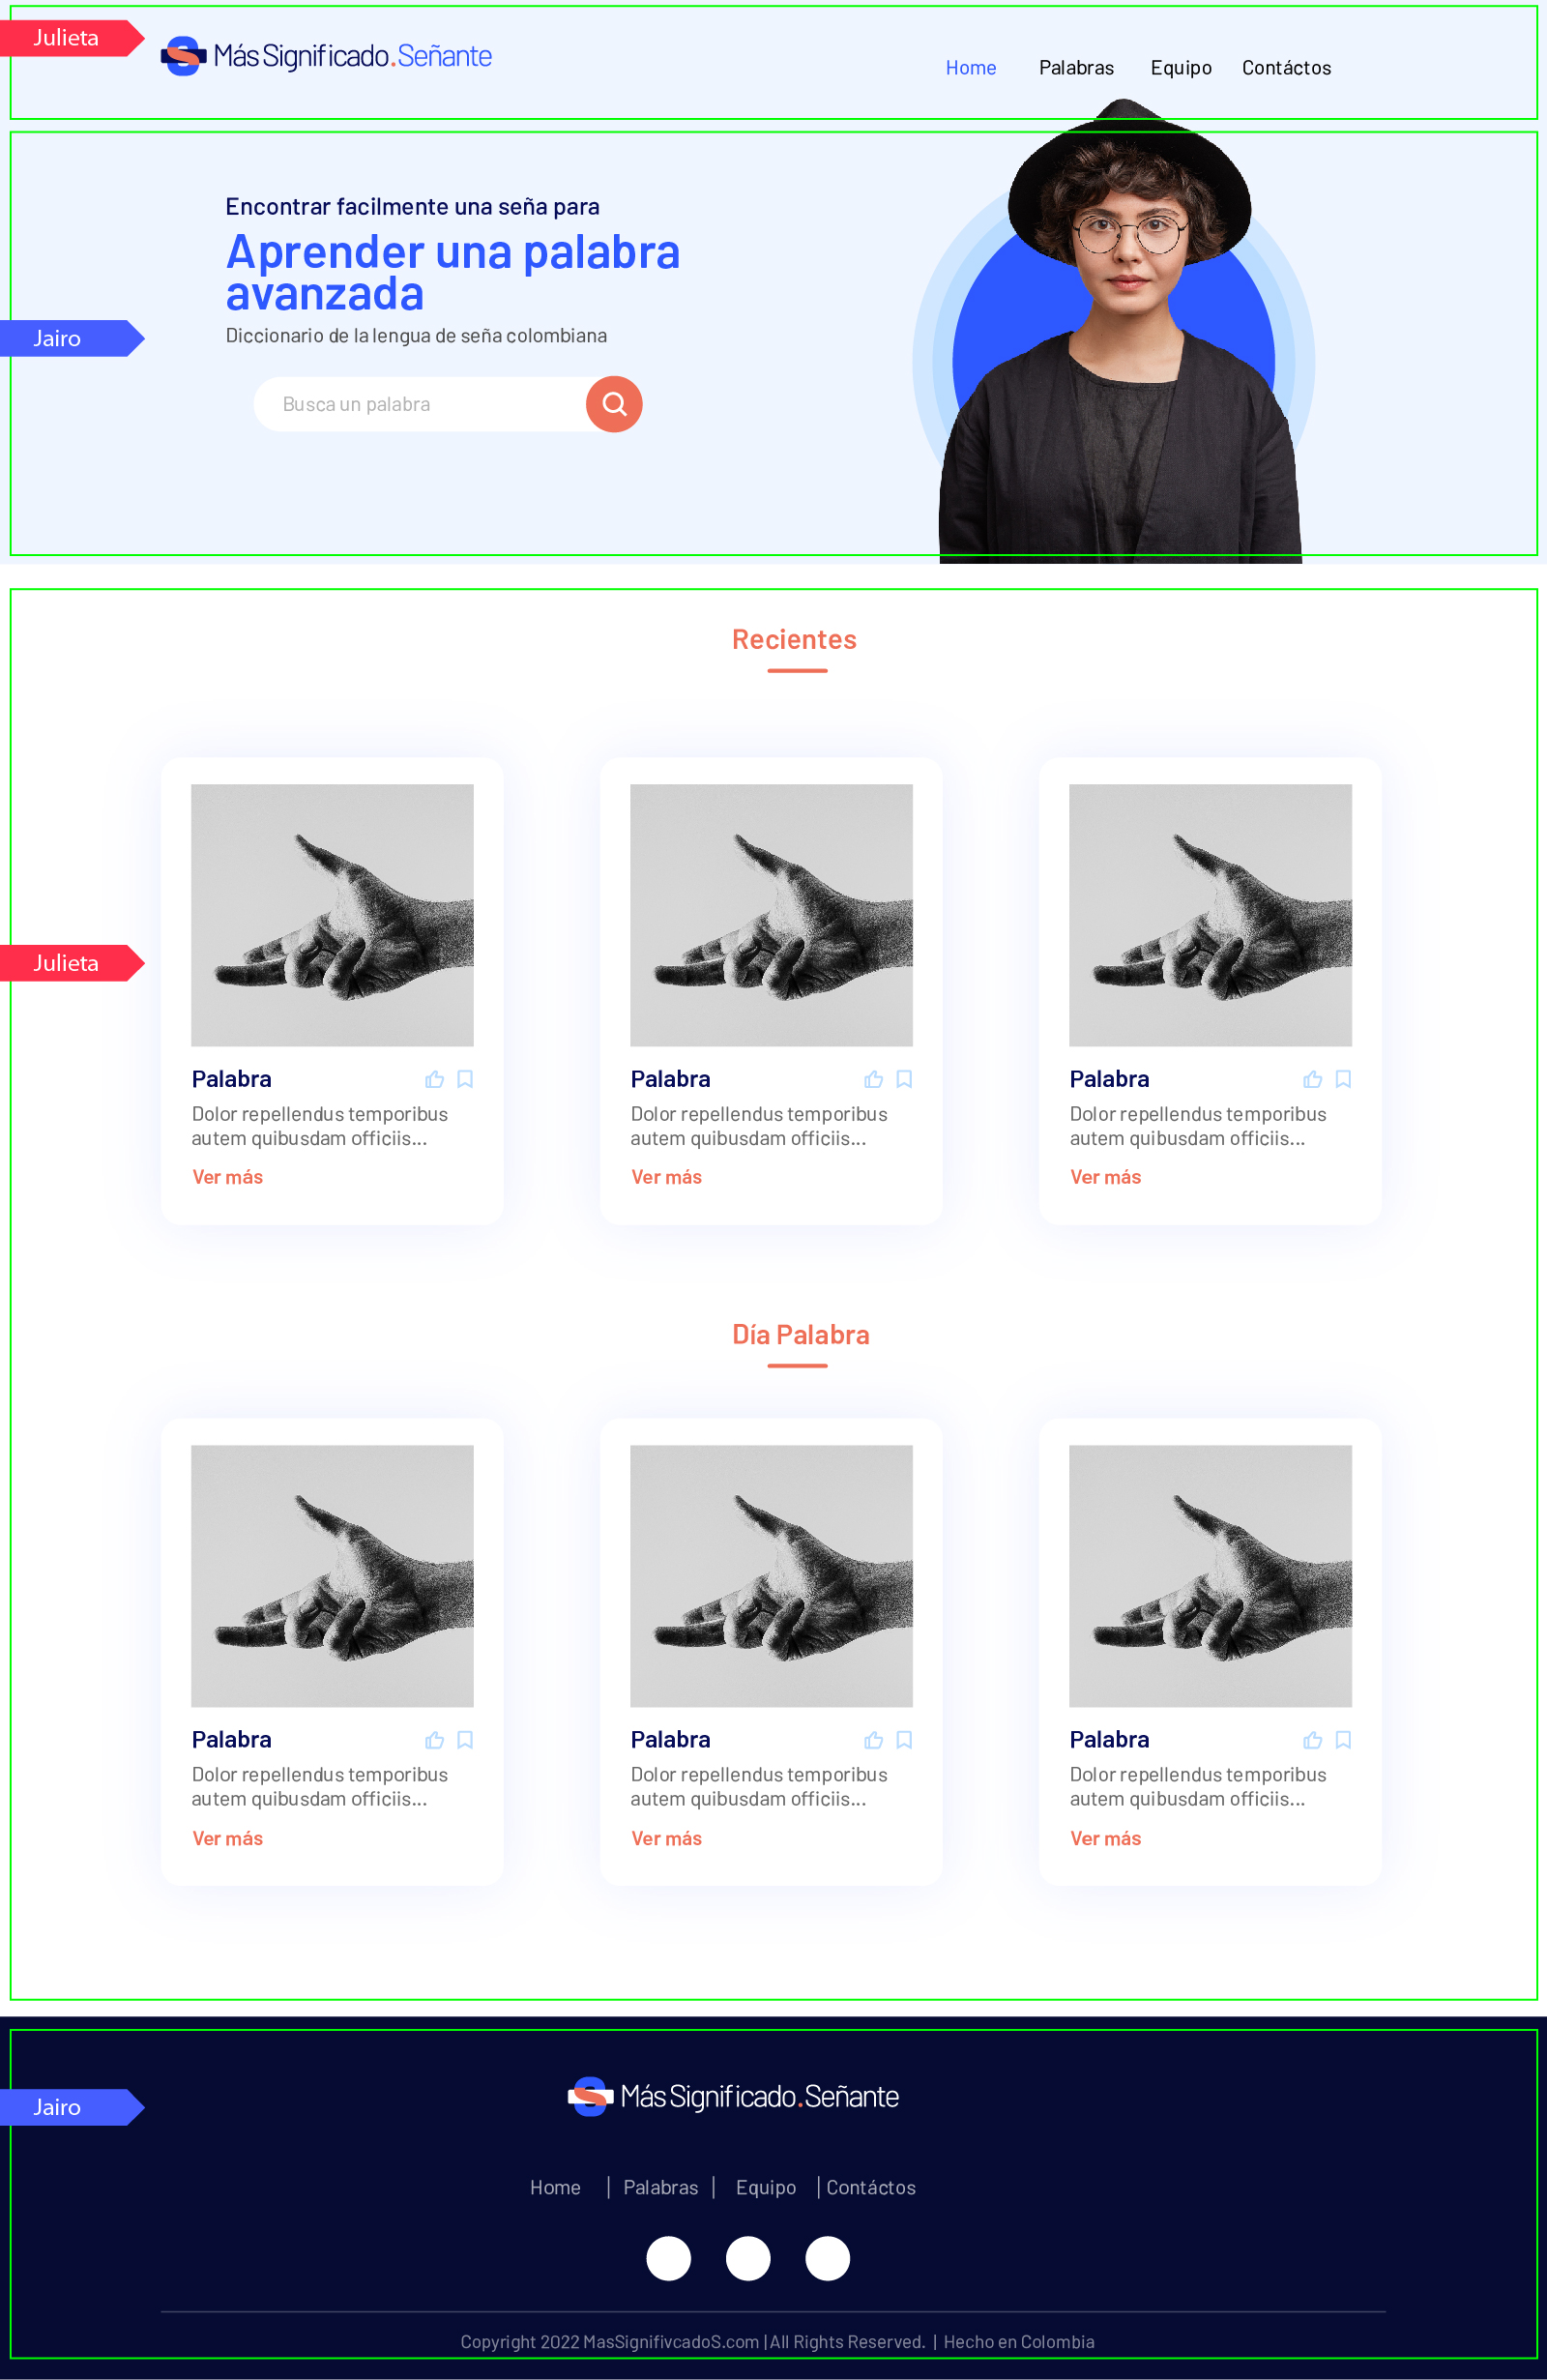 Julieta
Más Significado.Señante
Home Palabras Equipo Contáctos
Encontrar facilmente una seña para
Aprender una palabra
avanzada
Jairo
Diccionario de la lengua de seña colombiana
Busca un palabra
Recientes
Julieta
Palabra
Dolor repellendus temporibus
autem quibusdam officiis...
Ver más
Palabra
Dolor repellendus temporibus
autem quibusdam officiis...
Ver más
Palabra
Dolor repellendus temporibus
autem quibusdam officiis...
Ver más
Día Palabra
Palabra
Dolor repellendus temporibus
autem quibusdam officiis...
Ver más
Palabra
Dolor repellendus temporibus
autem quibusdam officiis...
Ver más
Palabra
Dolor repellendus temporibus
autem quibusdam officiis...
Ver más
Más Significado.Señante
Jairo
Home | Palabras | Equipo | Contáctos
Copyright 2022 MasSignifivcadoS.com | All Rights Reserved. | Hecho en Colombia